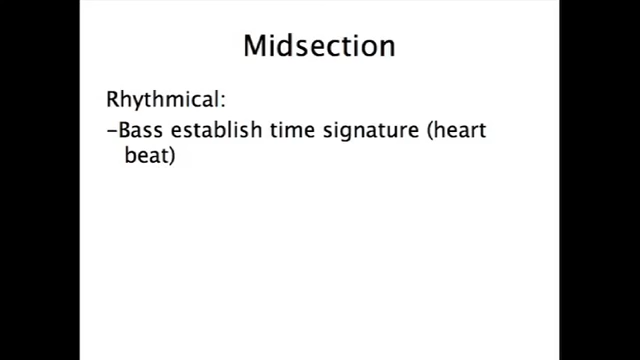 Midsection
Rhythmical:
-Bass establish time signature (heart
beat)